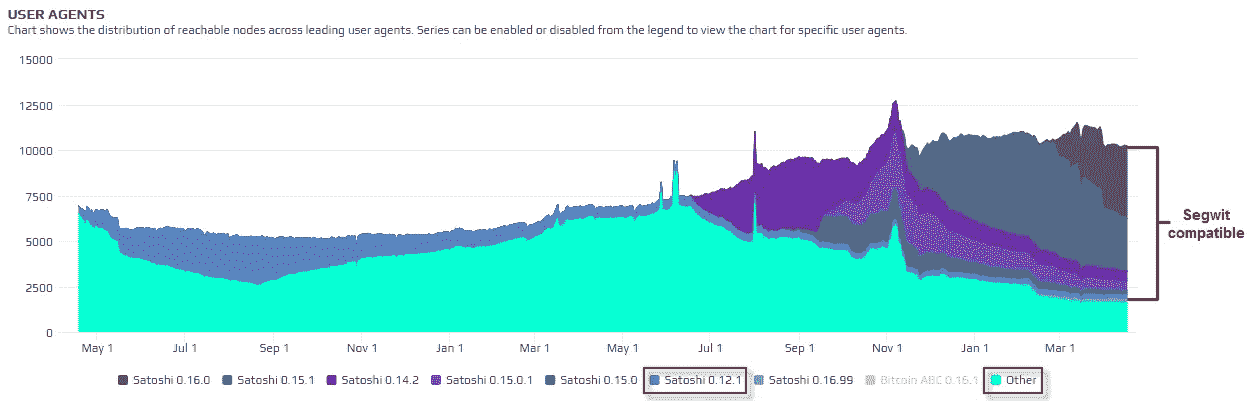 USER AGENTS
Chart shows the distribution of reachable nodes across leading user agents. Series can be enabled or disabled from the legend to view the chart for specific user agents.
15000
12500
10000
7500
5000
2500
0
Segwit
compatible
May 1 Jul 1 Sep 1 Nov 1 Jan 1 Mar 1 May 1 Jul 1 Sep 1 Nov 1 Jan 1 Mar 1
Satoshi 0.16.0 Satoshi 0.15.1 Satoshi 0.14.2 Satoshi 0.15.0.1 Satoshi 0.15.0 Satoshi 0.12.1 Satoshi 0.16.99 Bitcoin ABC 0.16.1 Other